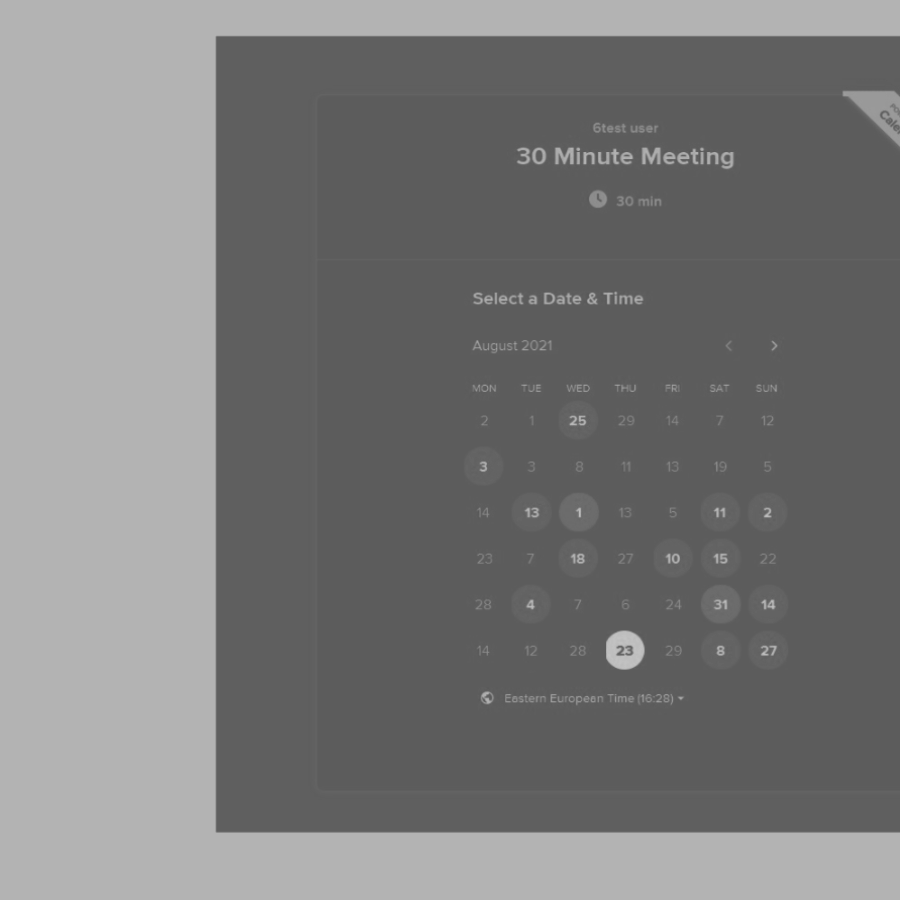 6test user
30 Minute Meeting
30 min
Select a Date & Time
August 2021
MON TUE WED THU FRI SAT SUN
2 1 25 29 14 7 12
3 3 8 11 13 19 5
14 13 1 13 5 11 2
23 7 18 27 10 15 22
28 4 7 6 24 31 14
14 12 28 23 29 8 27
Eastern European Time (16:28)